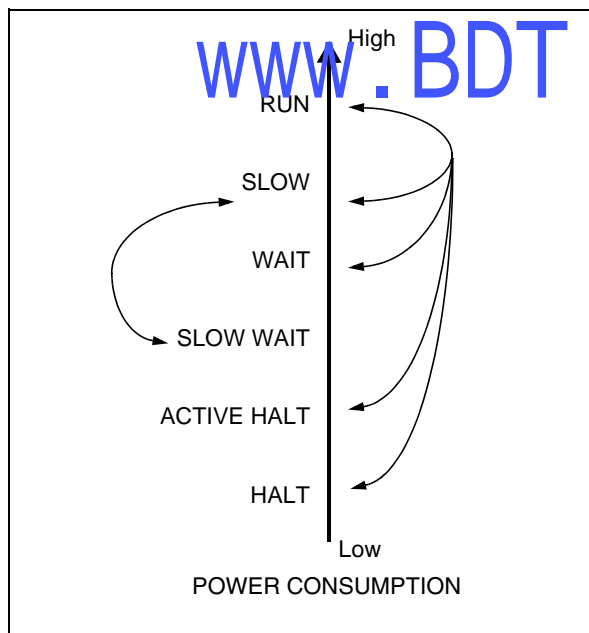 High
www.BDT
RUN
SLOW
WAIT
SLOW WAIT
ACTIVE HALT
HALT
Low
POWER CONSUMPTION